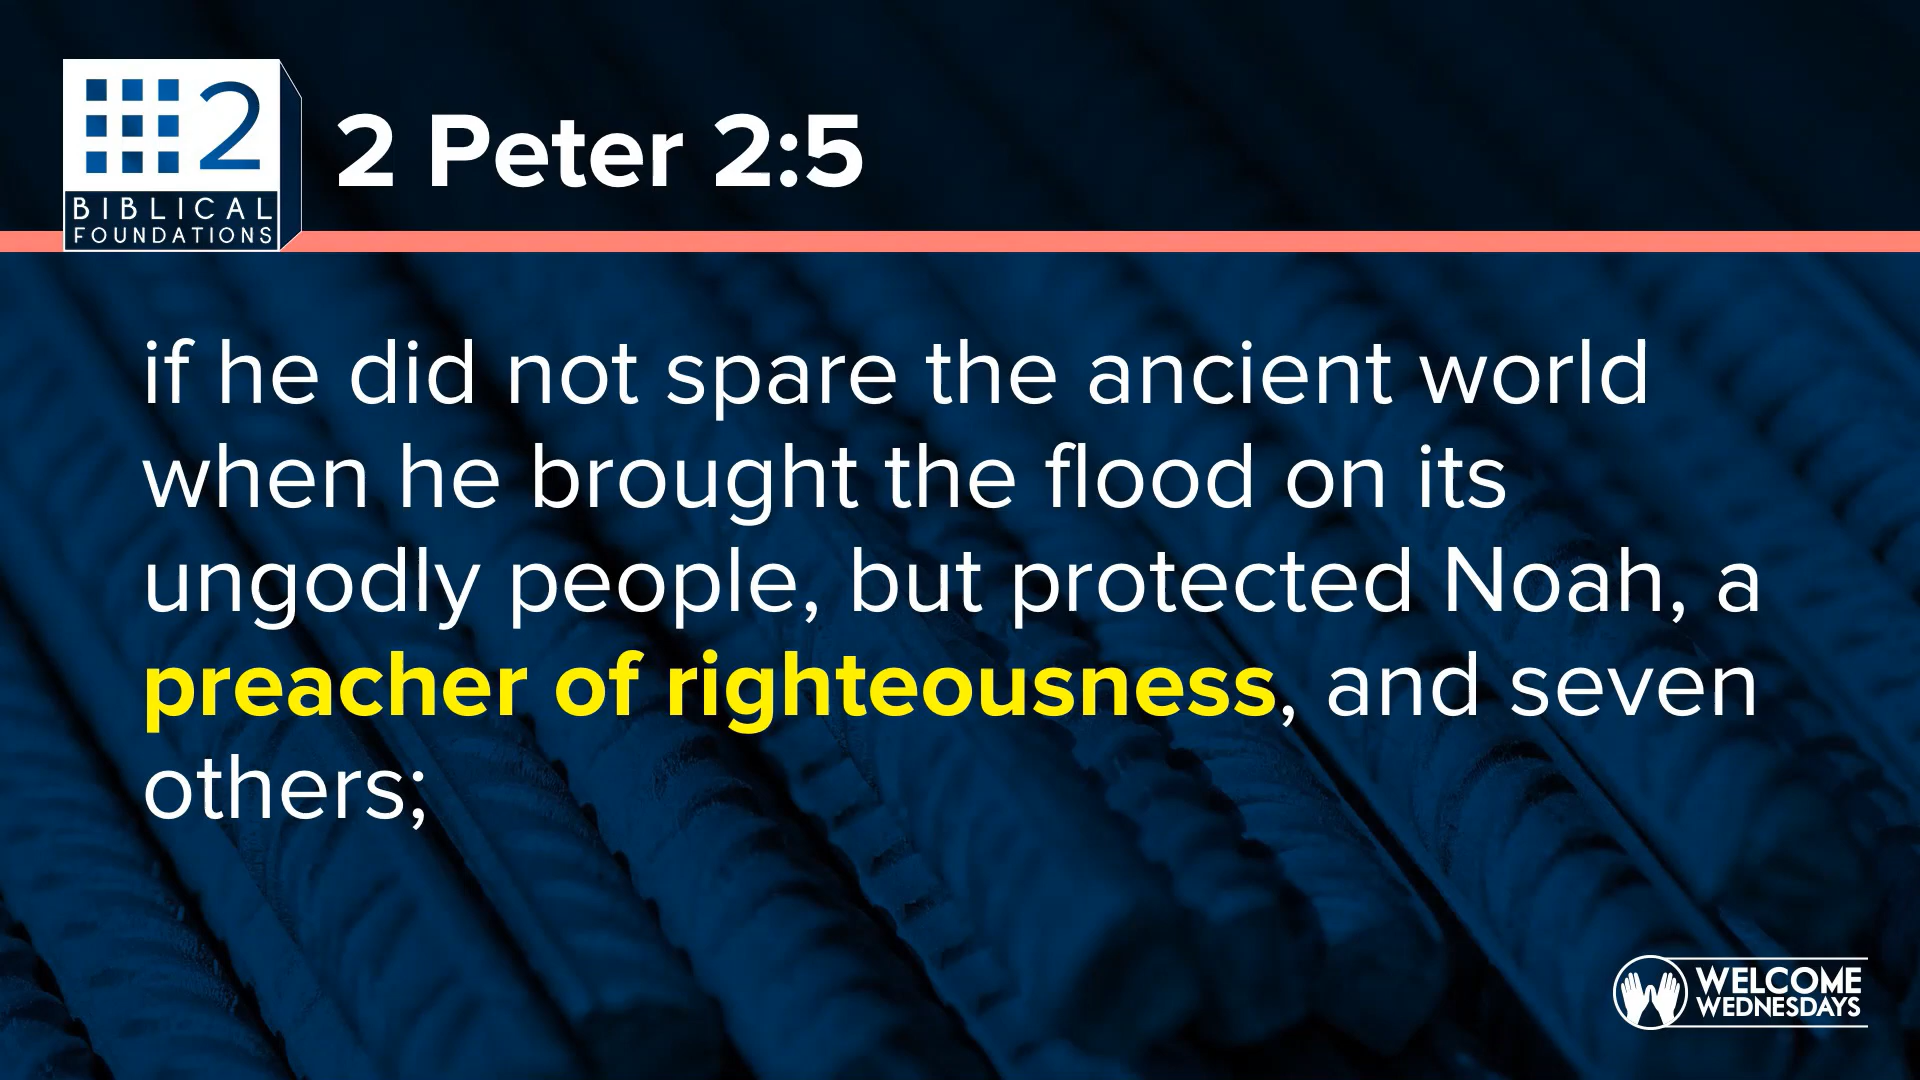 2
BIBLICAL
FOUNDATIONS
2 Peter 2:5
if he did not spare the ancient world
when he brought the flood on its
ungodly people, but protected Noah, a
preacher of righteousness, and seven
others;
WELCOME
WEDNESDAYS